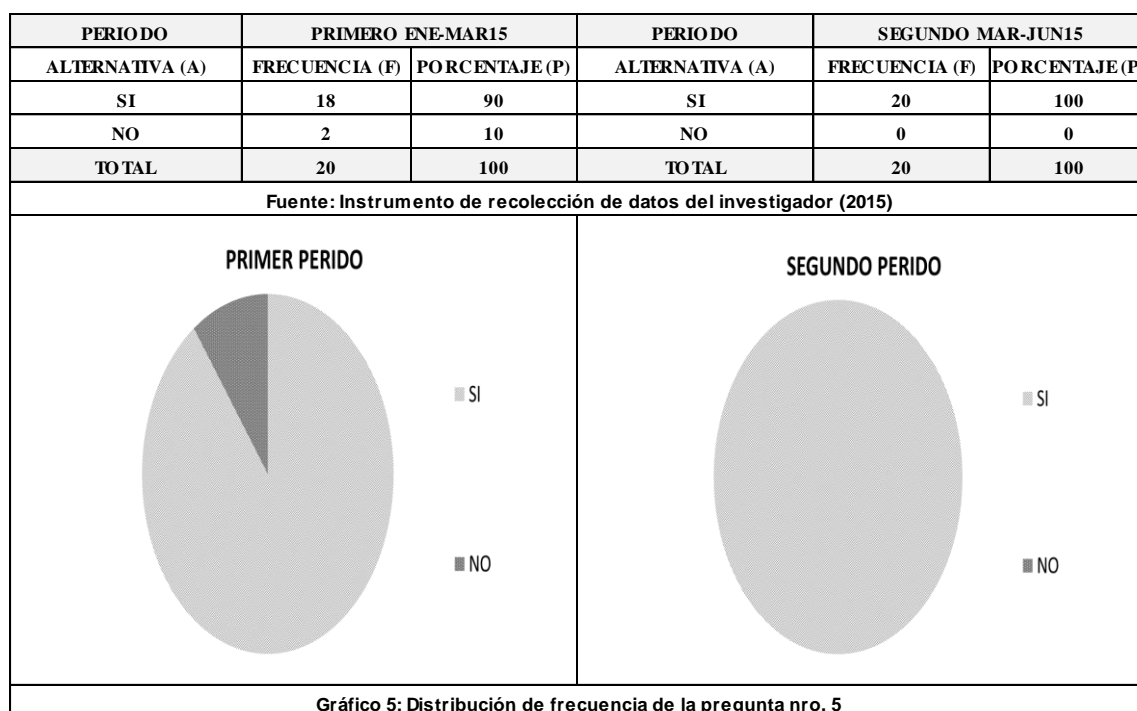 PERIODO PRIMERO ENE-MAR15 PERIODO SEGUNDO MAR-JUN15
ALTERNATIVA (A) FRECUENCIA (F) PORCENTAJE (P) ALTERNATIVA (A) FRECUENCIA (F) PORCENTAJE (P
SI 18 90 SI 20 100
NO 2 10 NO 0 0
TOTAL 20 100 TOTAL 20 100
Fuente: Instrumento de recolección de datos del investigador (2015)
PRIMER PERIDO
SI
NO
SEGUNDO PERIDO
SI
NO
Gráfico 5: Distribución de frecuencia de la pregunta nro. 5